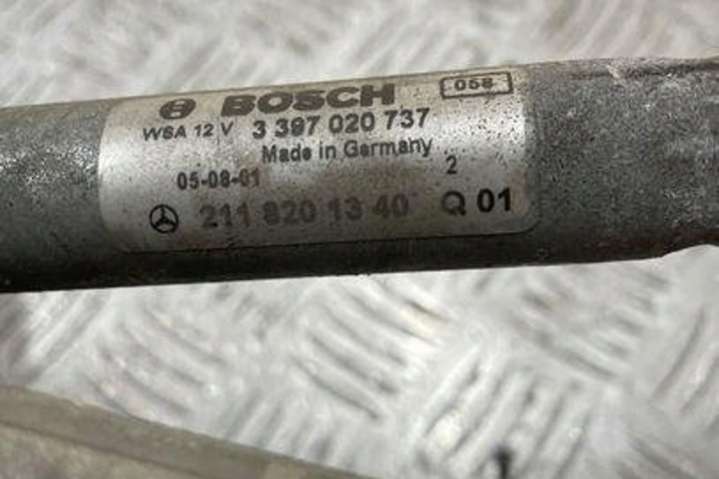 BOSCH 058
WSA 12 V 3 397 020 737
Made in Germany
05-08-01 2
211 820 13 40 Q 01